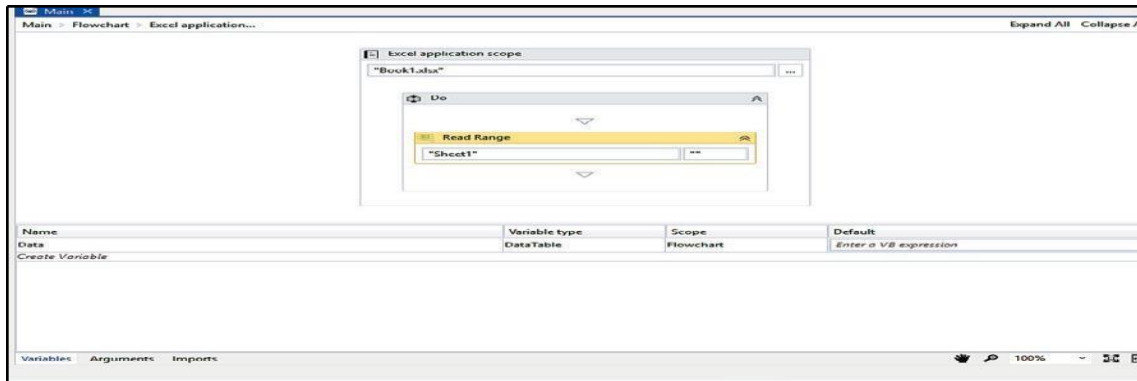 Main
Main > Flowchart > Excel application...
Expand All Collapse
Excel application scope
"Book1.xlsx" ...
Do
Read Range
"Sheet1" ""
Name Variable type Scope Default
Data DataTable Flowchart Enter a VB expression
Create Variable
Variables Arguments Imports 100%